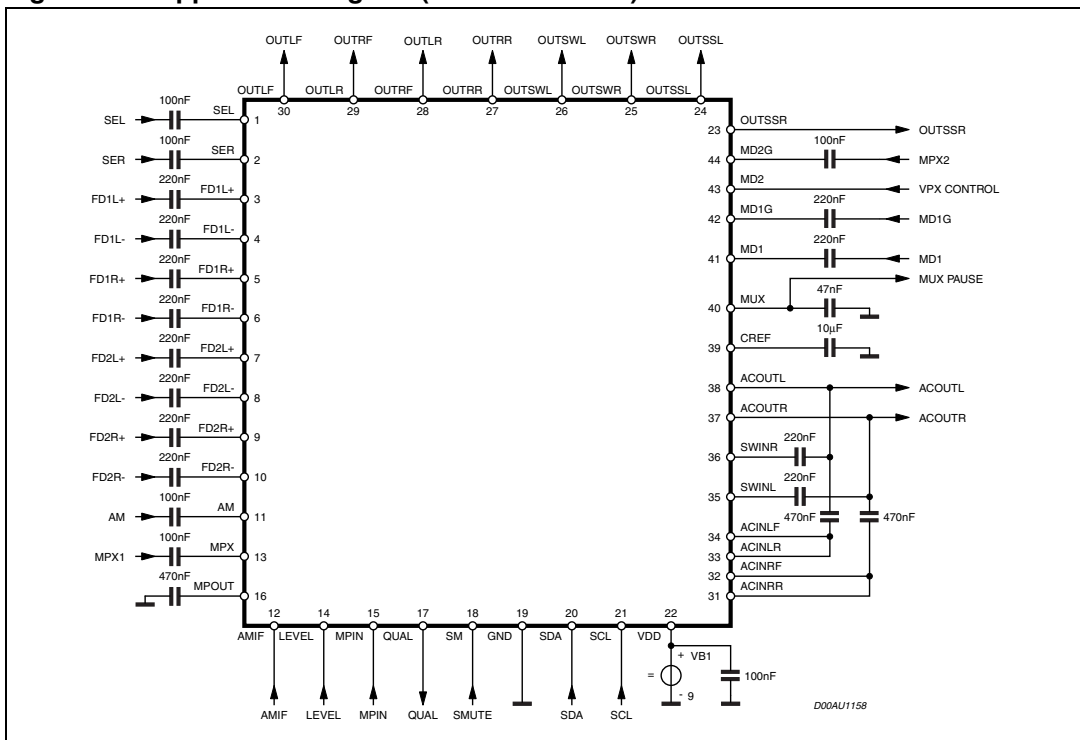 OUTLF OUTRF OUTLR OUTRR OUTSWL OUTSWR OUTSSL
OUTLF OUTLR OUTRF OUTRR OUTSWL OUTSWR OUTSSL
30 29 28 27 26 25 24
SEL 100nF SEL 1
SER 100nF SER 2
FD1L+ 220nF FD1L+ 3
FD1L- 220nF FD1L- 4
FD1R+ 220nF FD1R+ 5
FD1R- 220nF FD1R- 6
FD2L+ 220nF FD2L+ 7
FD2L- 220nF FD2L- 8
FD2R+ 220nF FD2R+ 9
FD2R- 220nF FD2R- 10
AM 100nF AM 11
MPX1 100nF MPX 13
470nF MPOUT 16
23 OUTSSR OUTSSR
44 MD2G 100nF MPX2
43 MD2 VPX CONTROL
42 MD1G 220nF MD1G
41 MD1 220nF MD1
MUX PAUSE
40 MUX 47nF
39 CREF 10μF
38 ACOUTL ACOUTL
37 ACOUTR ACOUTR
36 SWINR 220nF
35 SWINL 220nF
470nF 470nF
34 ACINLF
33 ACINLR
32 ACINRF
31 ACINRR
12 14 15 17 18 19 20 21 22
AMIF LEVEL MPIN QUAL SM GND SDA SCL VDD
+ VB1
=
- 9
100nF
AMIF LEVEL MPIN QUAL SMUTE SDA SCL
D00AU1158